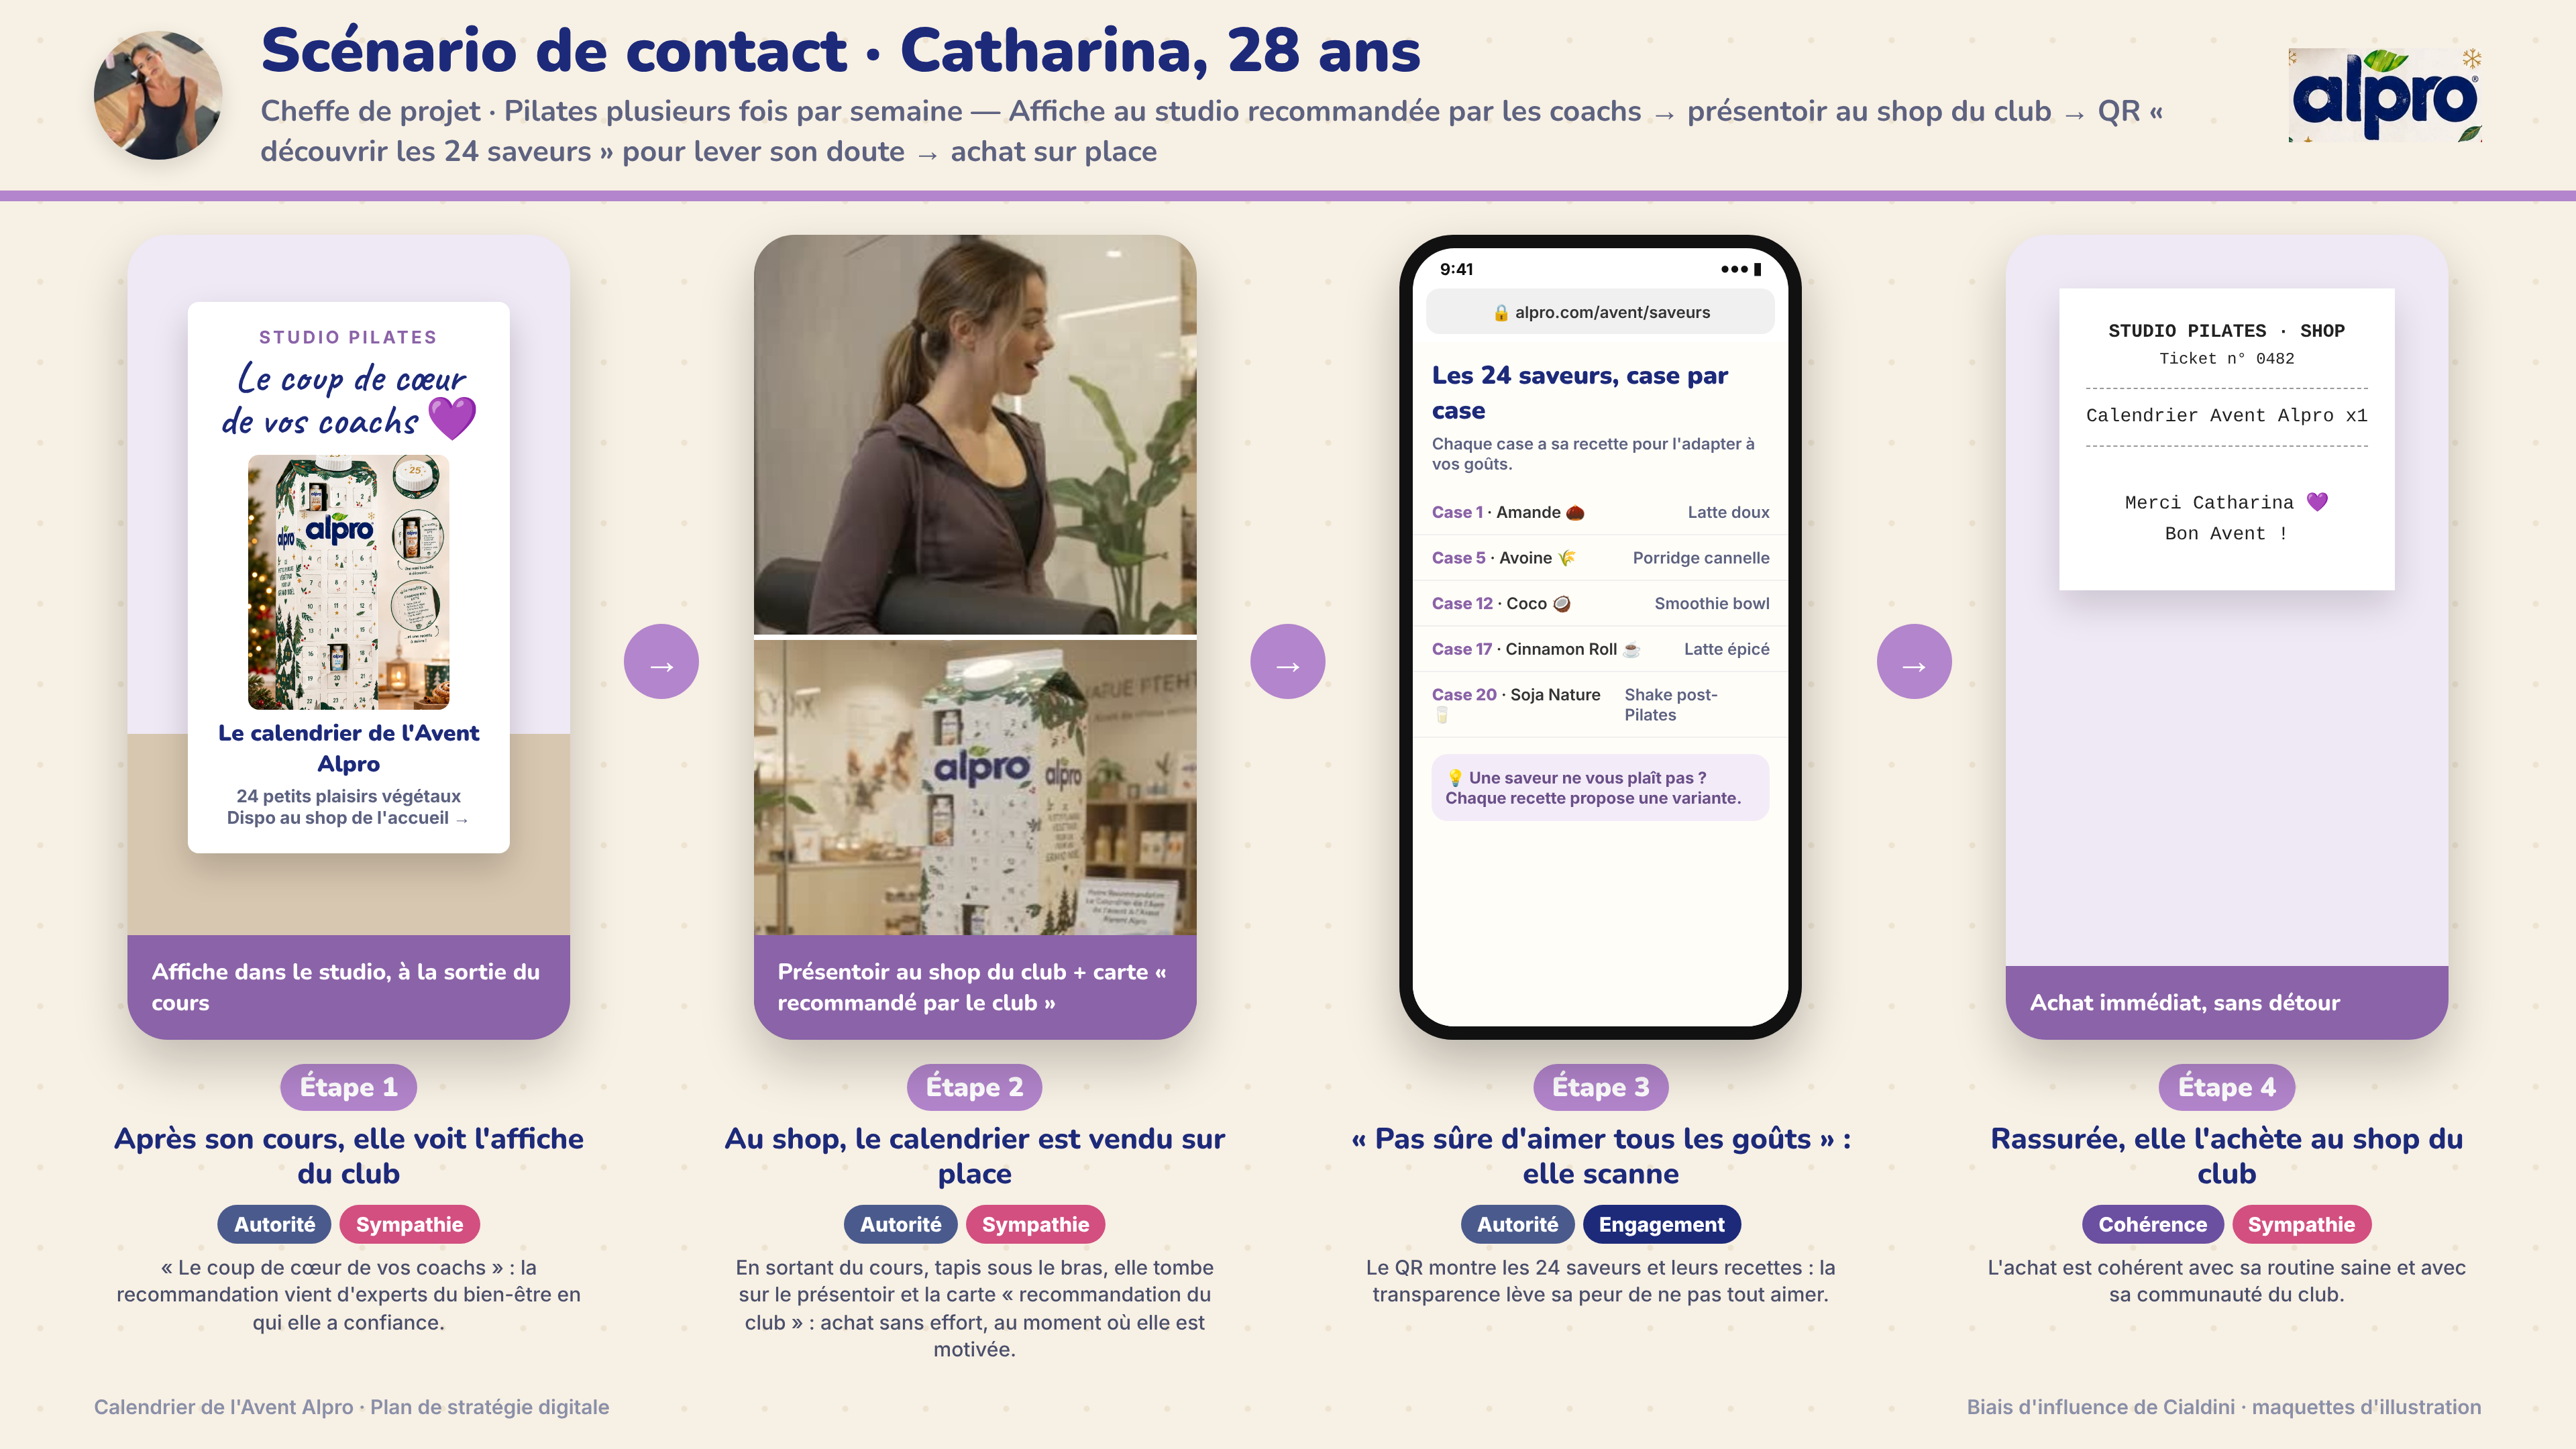 Scénario de contact · Catharina, 28 ans
Cheffe de projet · Pilates plusieurs fois par semaine — Affiche au studio recommandée par les coachs → présentoir au shop du club → QR «
découvrir les 24 saveurs » pour lever son doute → achat sur place
alpro
STUDIO PILATES
Le coup de cœur
de vos coachs 💜
25
alpro
alpro
Le calendrier de l'Avent
Alpro
24 petits plaisirs végétaux
Dispo au shop de l'accueil →
Affiche dans le studio, à la sortie du
cours
→
alpro
alpro
Présentoir au shop du club + carte «
recommandé par le club »
→
9:41
🔒 alpro.com/avent/saveurs
Les 24 saveurs, case par
case
Chaque case a sa recette pour l'adapter à
vos goûts.
Case 1 · Amande 🌰 Latte doux
Case 5 · Avoine 🌾 Porridge cannelle
Case 12 · Coco 🥥 Smoothie bowl
Case 17 · Cinnamon Roll ☕ Latte épicé
Case 20 · Soja Nature 🥛 Shake post-
Pilates
💡 Une saveur ne vous plaît pas ?
Chaque recette propose une variante.
→
STUDIO PILATES · SHOP
Ticket n° 0482
Calendrier Avent Alpro x1
Merci Catharina 💜
Bon Avent !
Achat immédiat, sans détour
Étape 1
Après son cours, elle voit l'affiche
du club
Autorité Sympathie
« Le coup de cœur de vos coachs » : la
recommandation vient d'experts du bien-être en
qui elle a confiance.
Étape 2
Au shop, le calendrier est vendu sur
place
Autorité Sympathie
En sortant du cours, tapis sous le bras, elle tombe
sur le présentoir et la carte « recommandation du
club » : achat sans effort, au moment où elle est
motivée.
Étape 3
« Pas sûre d'aimer tous les goûts » :
elle scanne
Autorité Engagement
Le QR montre les 24 saveurs et leurs recettes : la
transparence lève sa peur de ne pas tout aimer.
Étape 4
Rassurée, elle l'achète au shop du
club
Cohérence Sympathie
L'achat est cohérent avec sa routine saine et avec
sa communauté du club.
Calendrier de l'Avent Alpro · Plan de stratégie digitale
Biais d'influence de Cialdini · maquettes d'illustration